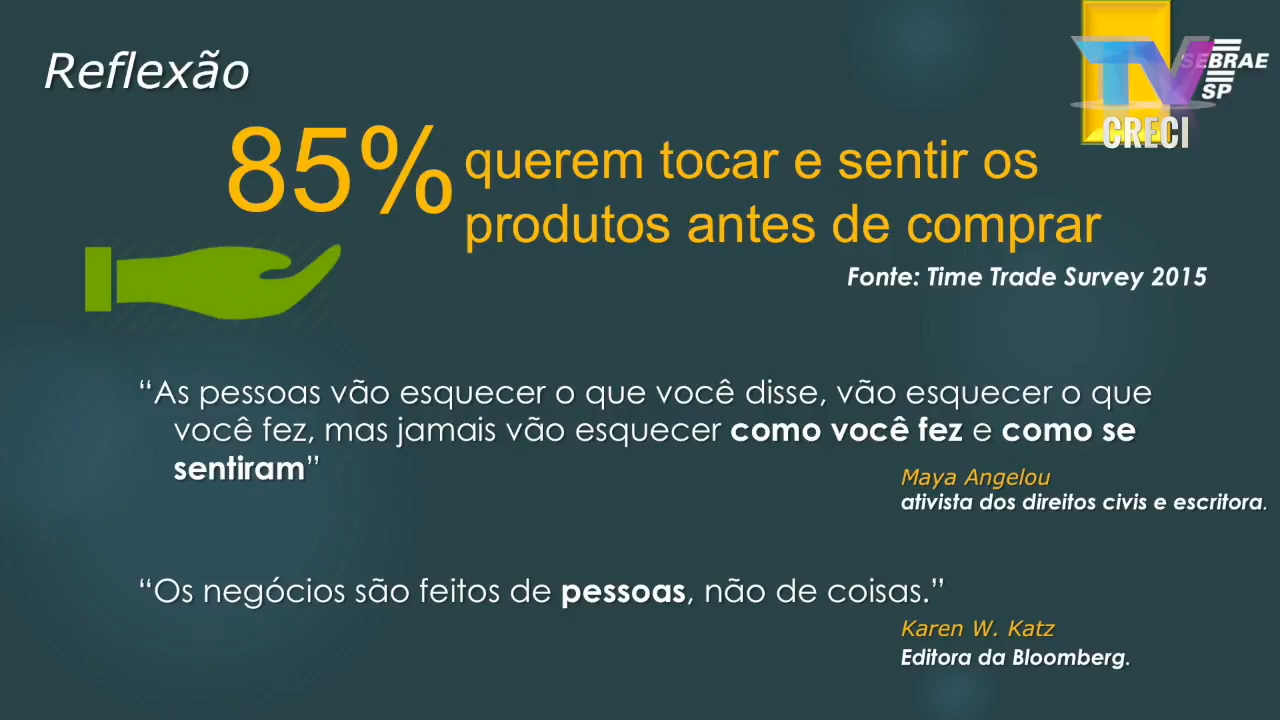 Reflexão
TV
SEBRAE
SP
CRECI
85% querem tocar e sentir os
produtos antes de comprar
Fonte: Time Trade Survey 2015
“As pessoas vão esquecer o que você disse, vão esquecer o que
você fez, mas jamais vão esquecer como você fez e como se
sentiram”
Maya Angelou
ativista dos direitos civis e escritora.
“Os negócios são feitos de pessoas, não de coisas.”
Karen W. Katz
Editora da Bloomberg.